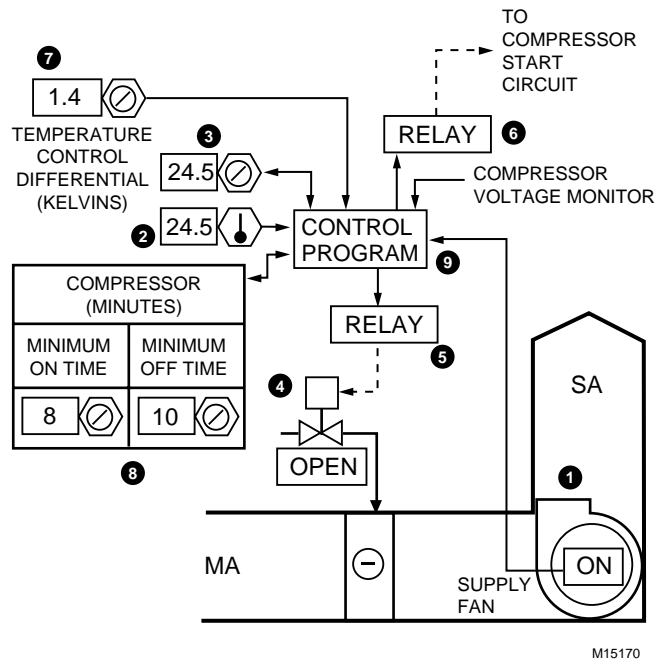 TO
COMPRESSOR
START
CIRCUIT
7
1.4
TEMPERATURE
CONTROL
DIFFERENTIAL
(KELVINS)
3
24.5
RELAY
6
COMPRESSOR
VOLTAGE MONITOR
2
24.5
CONTROL
PROGRAM
9
COMPRESSOR
(MINUTES)
MINIMUM
ON TIME
MINIMUM
OFF TIME
8
10
8
RELAY
5
4
OPEN
SA
1
ON
MA
SUPPLY
FAN
M15170